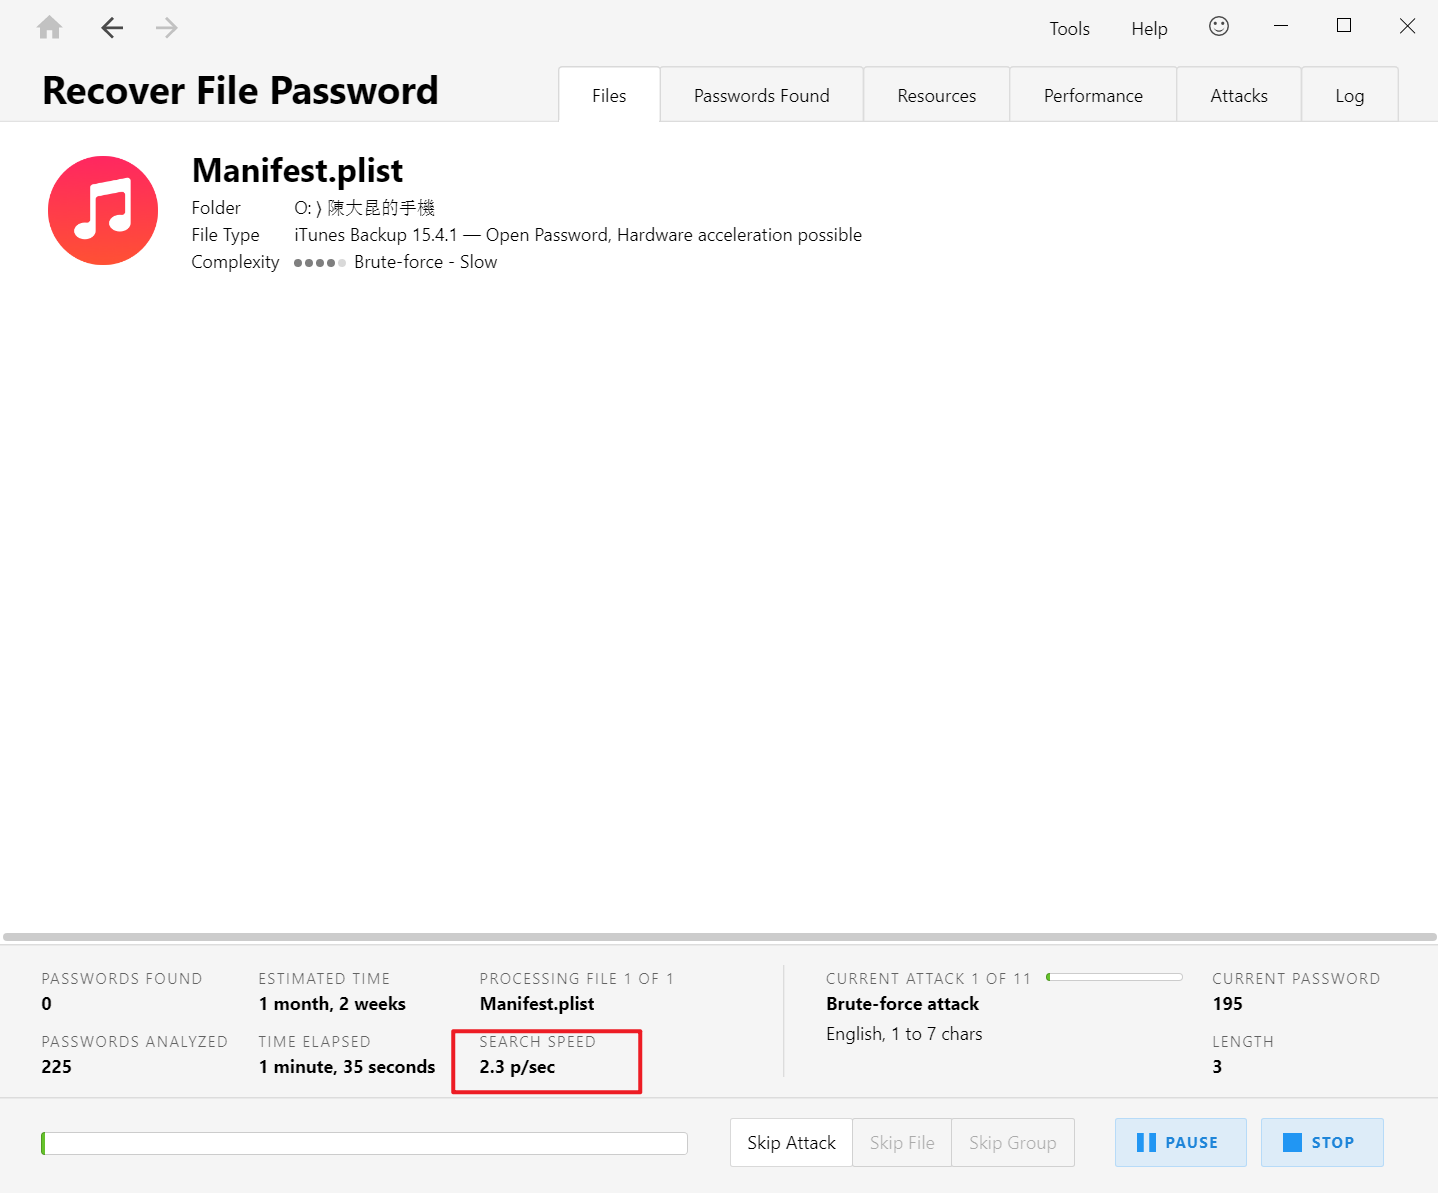 Tools Help
Recover File Password
Files Passwords Found Resources Performance Attacks Log
Manifest.plist
Folder O: ⟩ 陳大昆的手機
File Type iTunes Backup 15.4.1 — Open Password, Hardware acceleration possible
Complexity Brute-force - Slow
PASSWORDS FOUND
0
PASSWORDS ANALYZED
225
ESTIMATED TIME
1 month, 2 weeks
TIME ELAPSED
1 minute, 35 seconds
PROCESSING FILE 1 OF 1
Manifest.plist
SEARCH SPEED
2.3 p/sec
CURRENT ATTACK 1 OF 11
Brute-force attack
English, 1 to 7 chars
CURRENT PASSWORD
195
LENGTH
3
Skip Attack Skip File Skip Group PAUSE STOP